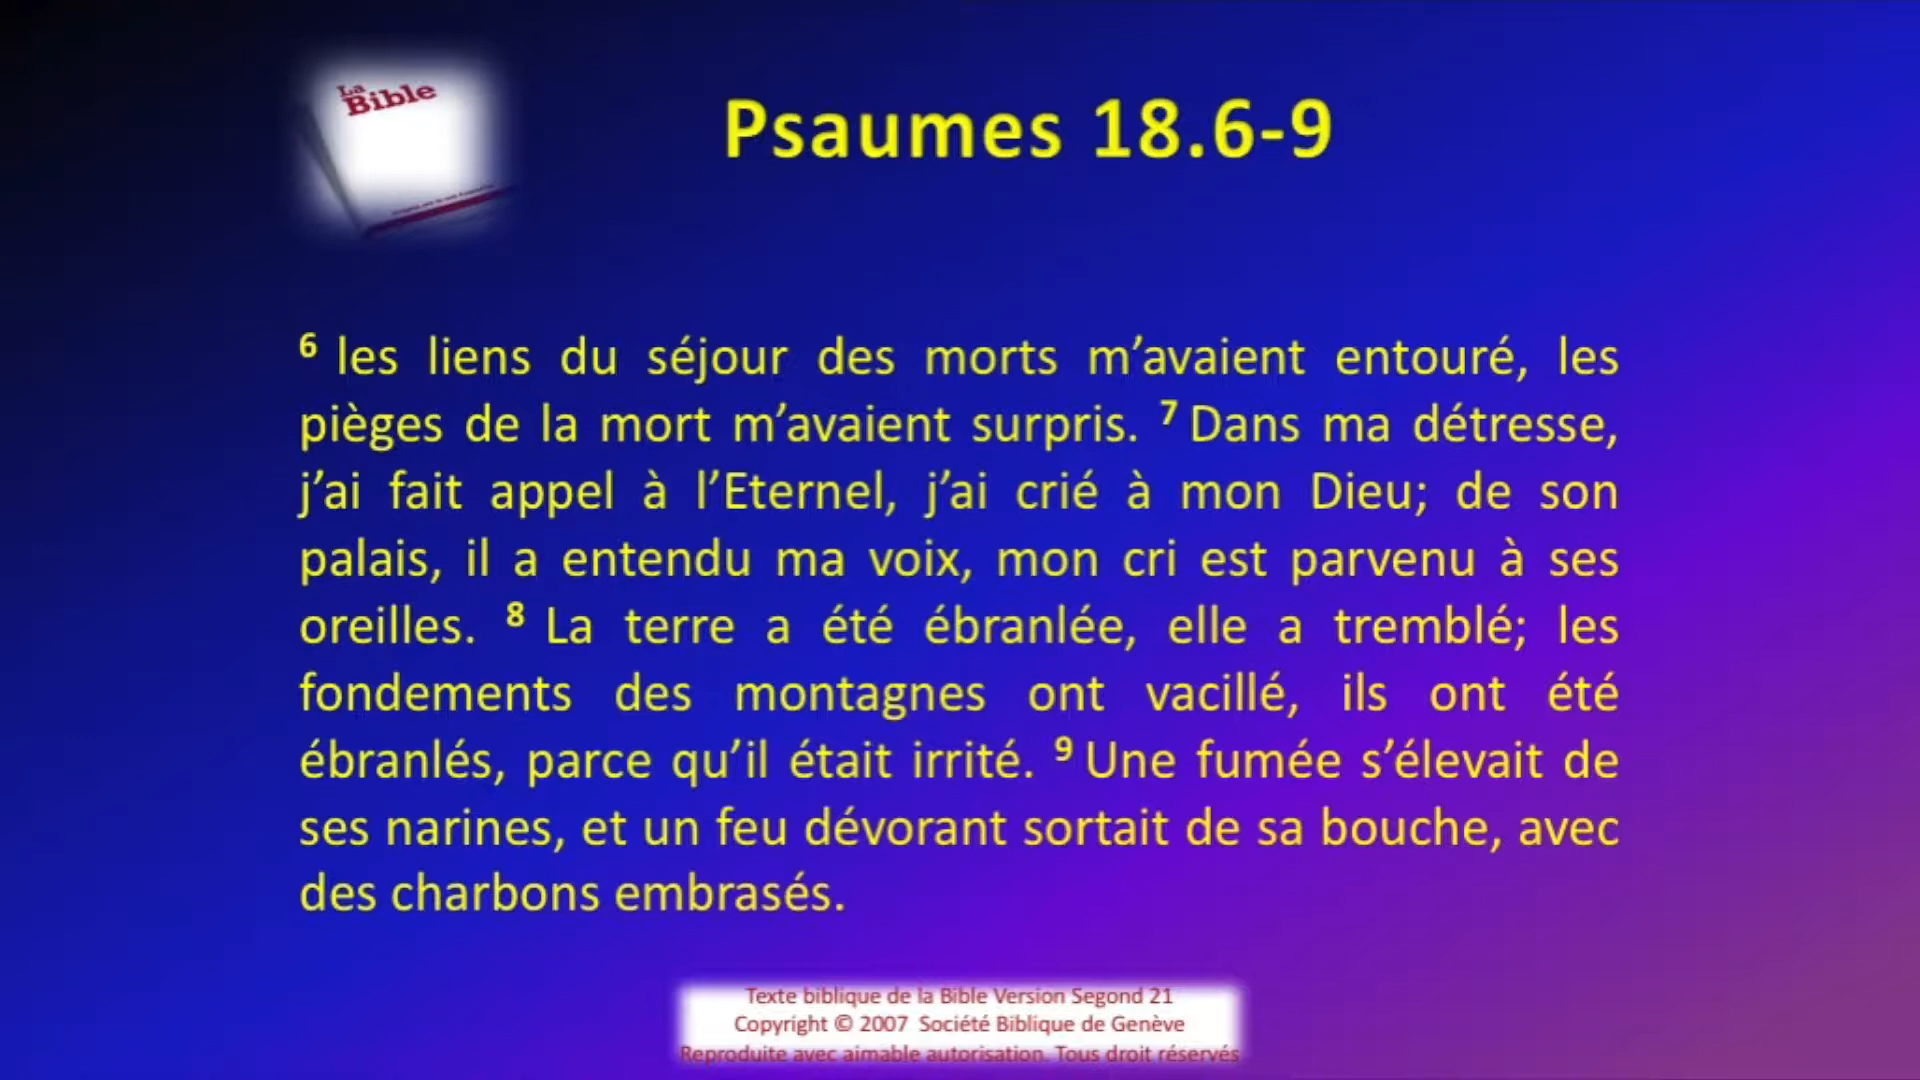 La
Bible
Psaumes 18.6-9
6 les liens du séjour des morts m’avaient entouré, les
pièges de la mort m’avaient surpris. 7 Dans ma détresse,
j’ai fait appel à l’Eternel, j’ai crié à mon Dieu; de son
palais, il a entendu ma voix, mon cri est parvenu à ses
oreilles. 8 La terre a été ébranlée, elle a tremblé; les
fondements des montagnes ont vacillé, ils ont été
ébranlés, parce qu’il était irrité. 9 Une fumée s’élevait de
ses narines, et un feu dévorant sortait de sa bouche, avec
des charbons embrasés.
Texte biblique de la Bible Version Segond 21
Copyright © 2007 Société Biblique de Genève
Reproduite avec aimable autorisation. Tous droit réservés